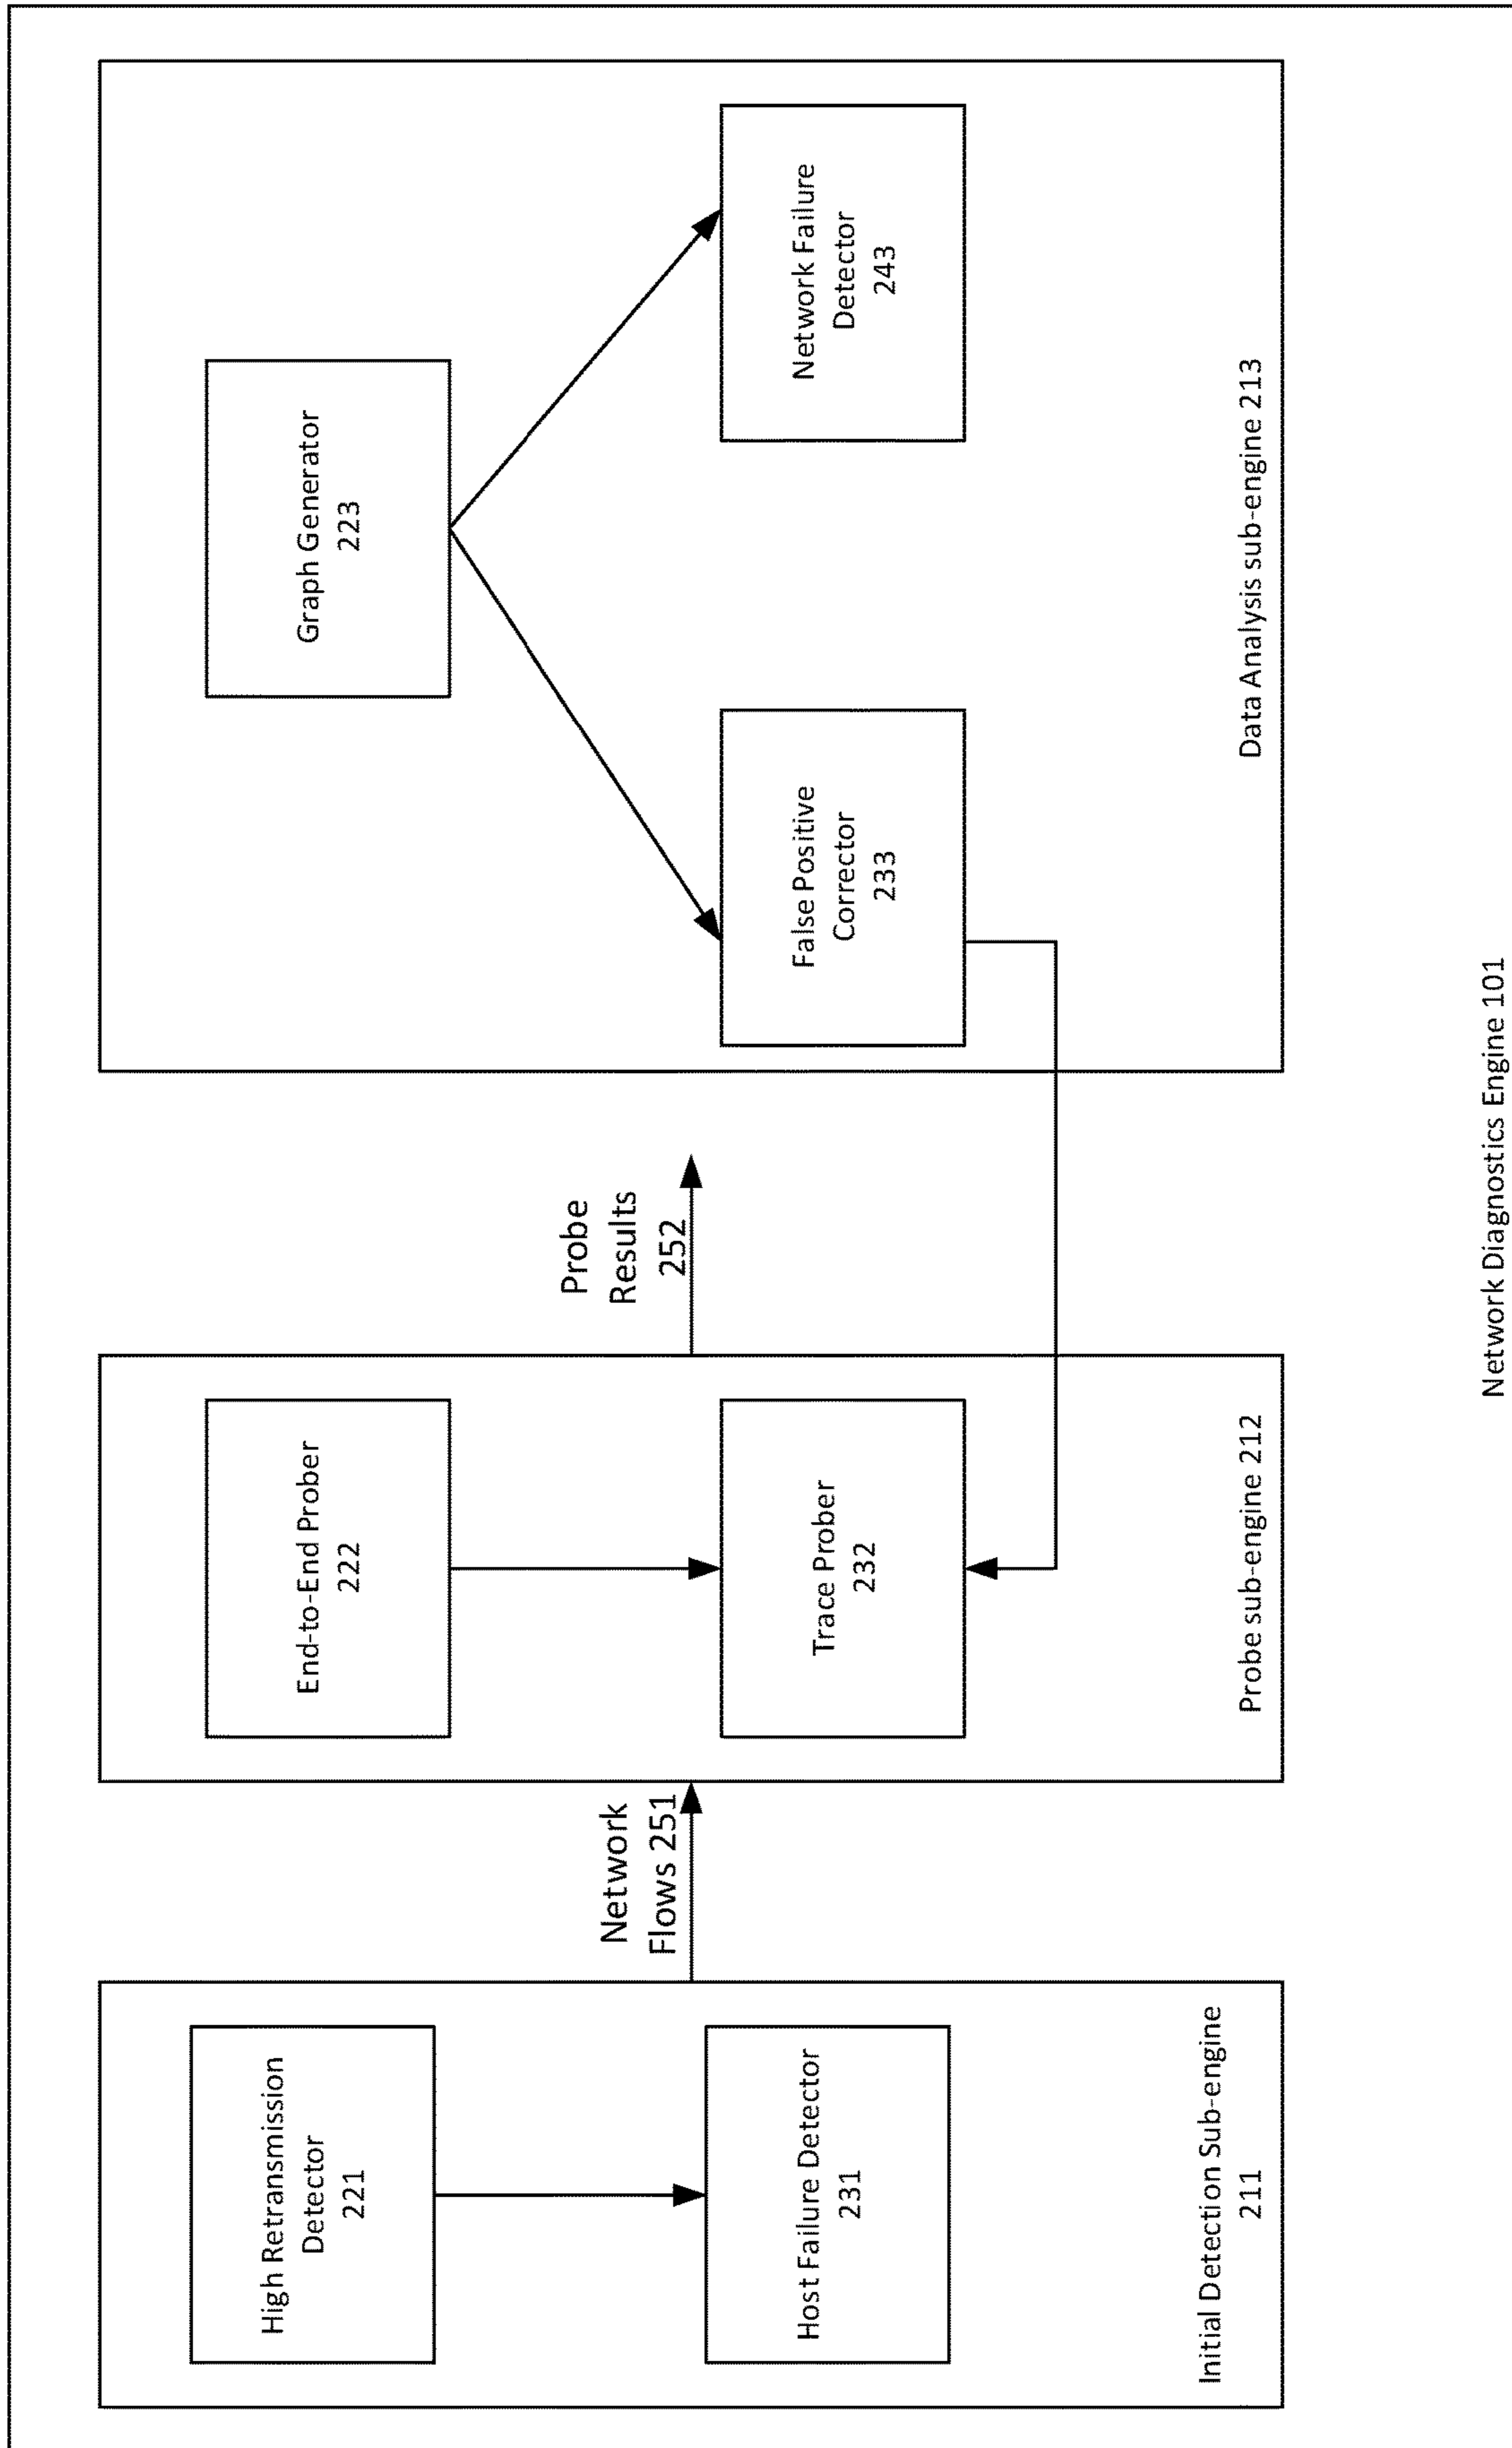 High Retransmission
Detector
221
Host Failure Detector
231
Initial Detection Sub-engine
211
Network
Flows 251
End-to-End Prober
222
Trace Prober
232
Probe sub-engine 212
Probe
Results
252
Graph Generator
223
False Positive
Corrector
233
Network Failure
Detector
243
Data Analysis sub-engine 213
Network Diagnostics Engine 101